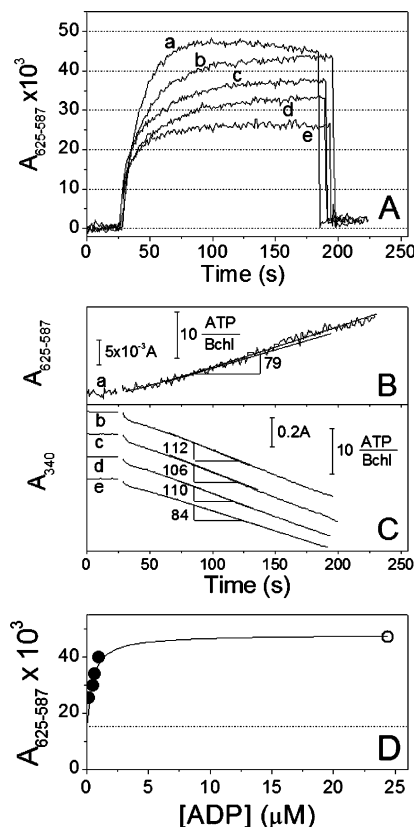 50
40
30
20
10
0
A625-587 x10³
a
b
c
d
e
A
0 50 100 150 200 250
Time (s)
A625-587
5x10⁻³A
10 ATP
Bchl
79
a
B
A340
b
c
d
e
112
106
110
84
0.2A
10 ATP
Bchl
C
0 50 100 150 200 250
Time (s)
A625-587 x 10³
40
20
0
D
0 5 10 15 20 25
[ADP] (µM)